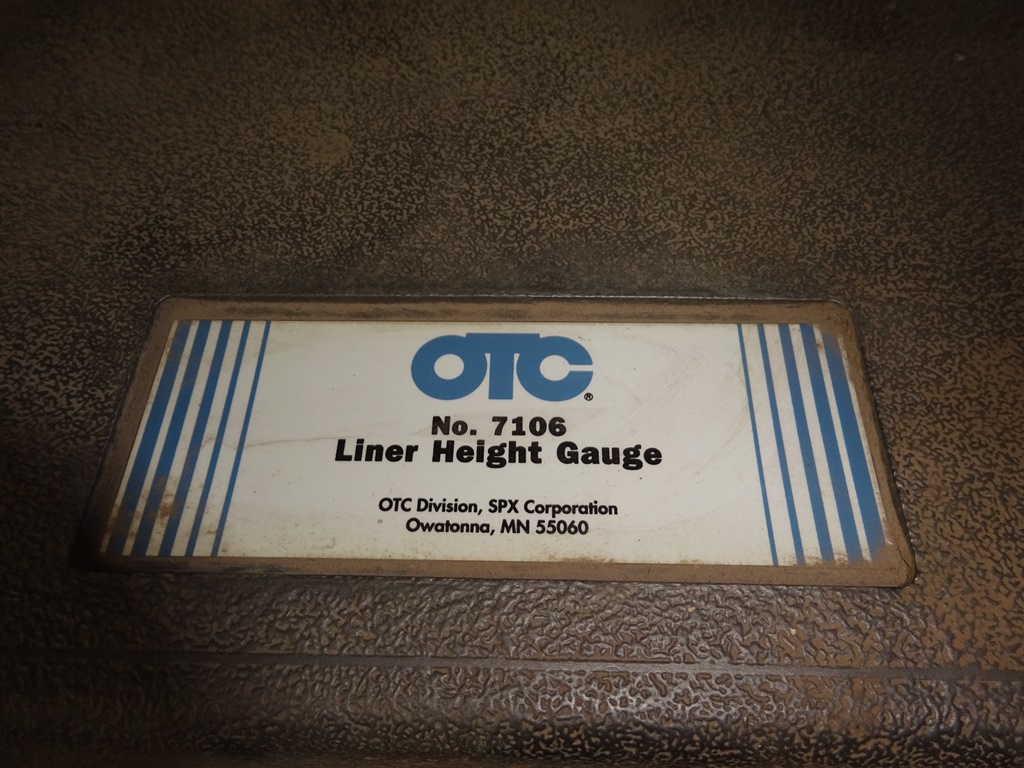 OTC®
No. 7106
Liner Height Gauge
OTC Division, SPX Corporation
Owatonna, MN 55060